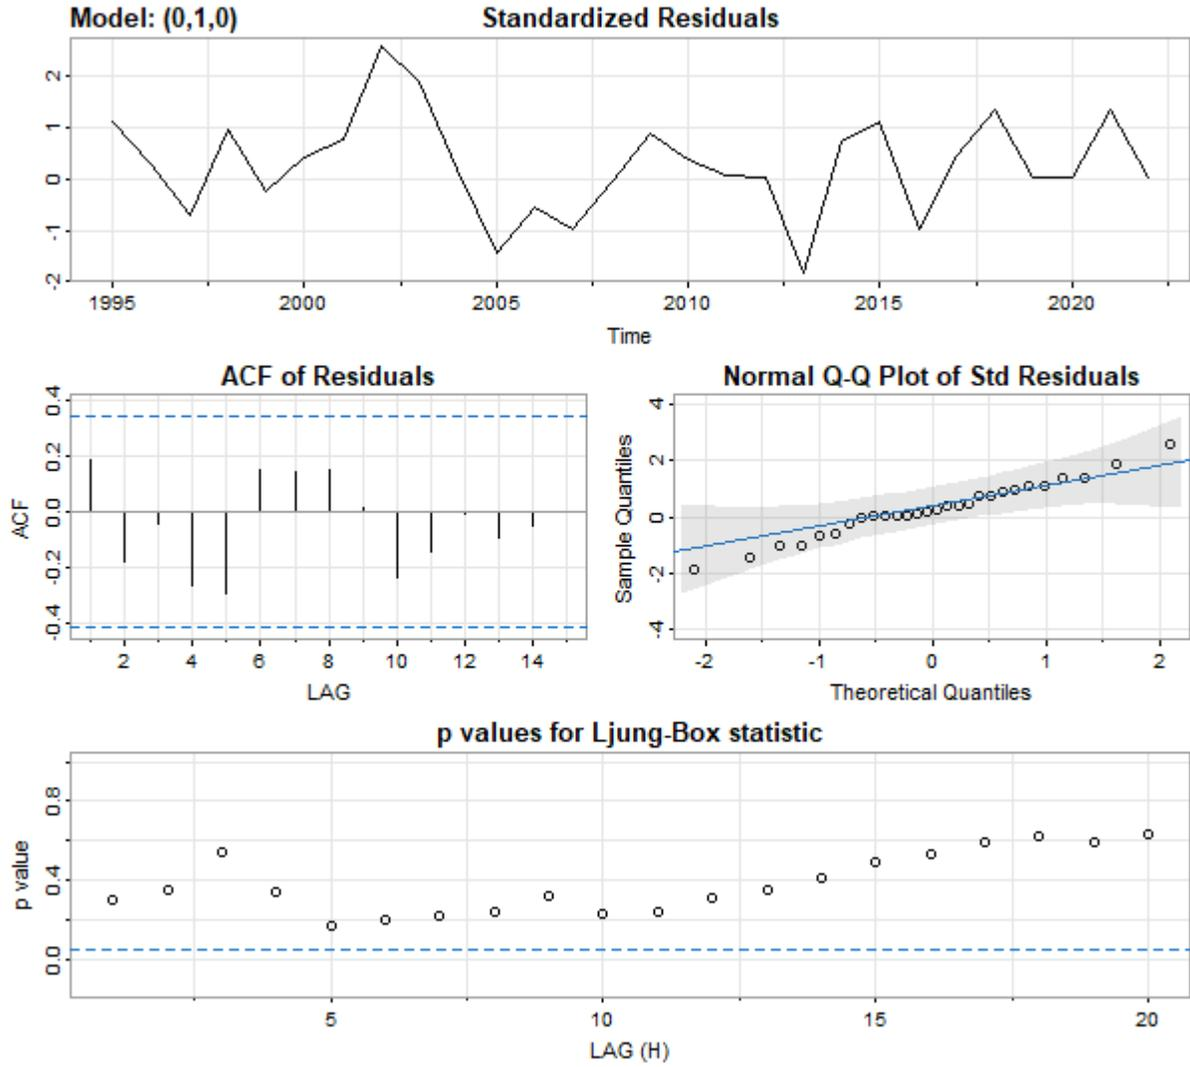 Model: (0,1,0) Standardized Residuals
2
1
0
-1
-2
1995 2000 2005 2010 2015 2020
Time
ACF of Residuals
ACF
0.4
0.2
0.0
-0.2
-0.4
2 4 6 8 10 12 14
LAG
Normal Q-Q Plot of Std Residuals
Sample Quantiles
4
2
0
-2
-4
-2 -1 0 1 2
Theoretical Quantiles
p values for Ljung-Box statistic
p value
0.8
0.4
0.0
5 10 15 20
LAG (H)